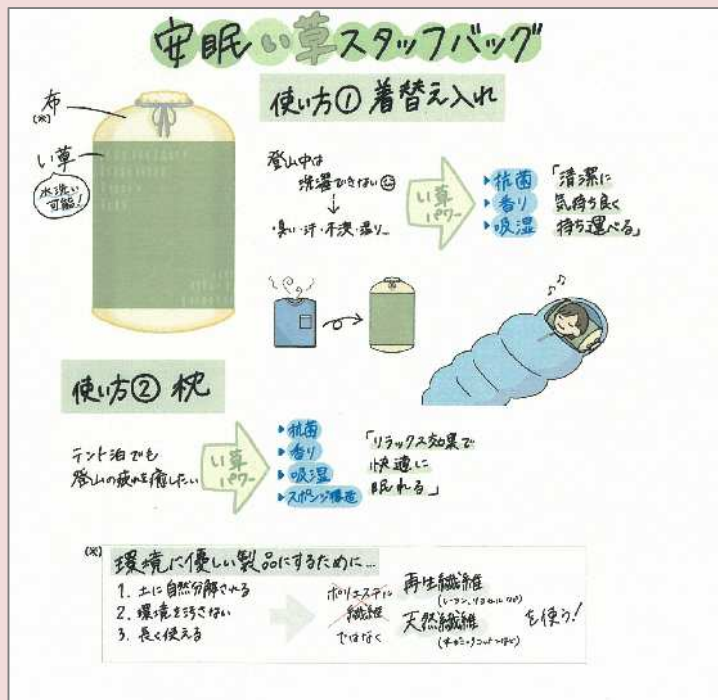 安眠い草スタッフバッグ
布
(※)
い草
水洗い
可能!
使い方① 着替え入れ
登山中は
洗濯できない
↓
・臭い・汗・不潔・湿り…
い草
パワー
▸抗菌
▸香り
▸吸湿
「清潔に
気持ち良く
持ち運べる」
使い方② 枕
テント泊でも
登山の疲れを癒したい
い草
パワー
▸抗菌
▸香り
▸吸湿
▸スポンジ構造
「リラックス効果で
快適に
眠れる」
(※)
環境に優しい製品にするために…
1. 土に自然分解される
2. 環境を汚さない
3. 長く使える
ポリエステル
繊維
ではなく
再生繊維
(レーヨン、リヨセルなど)
天然繊維
(オーガニックコットンなど)
を使う!